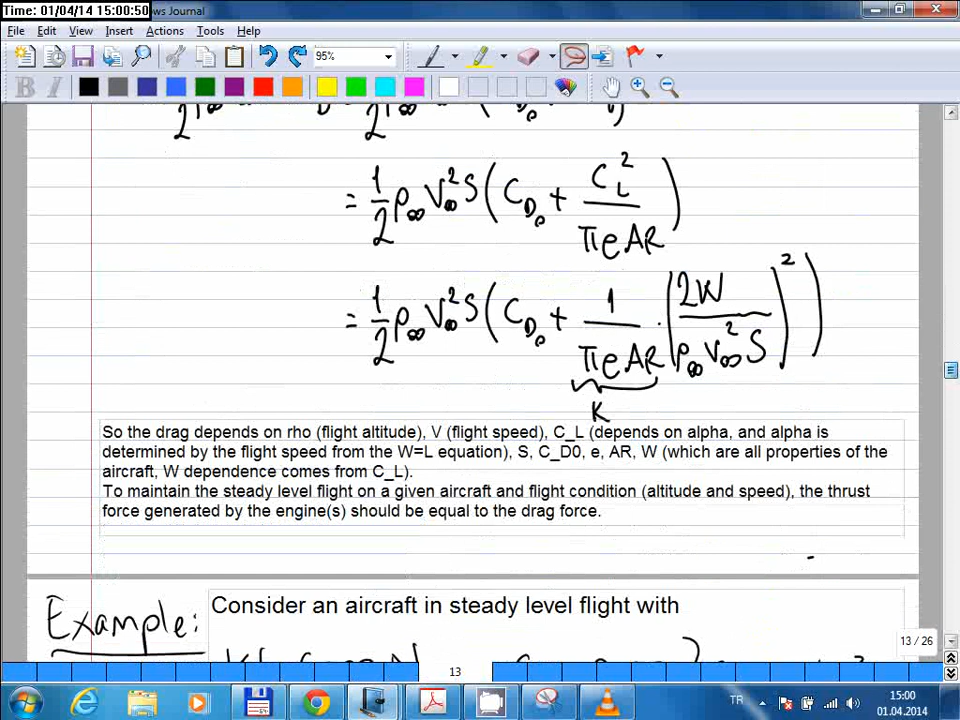 Time: 01/04/14 15:00:50
ows Journal
File Edit View Insert Actions Tools Help
95%
B I
= 1/2 ρ∞ V∞² S ( C_D0 + C_L² / πeAR )
= 1/2 ρ∞ V∞² S ( C_D0 + 1/πeAR · ( 2W / ρ∞ V∞² S )² )
K
So the drag depends on rho (flight altitude), V (flight speed), C_L (depends on alpha, and alpha is
determined by the flight speed from the W=L equation), S, C_D0, e, AR, W (which are all properties of the
aircraft, W dependence comes from C_L).
To maintain the steady level flight on a given aircraft and flight condition (altitude and speed), the thrust
force generated by the engine(s) should be equal to the drag force.
Example: Consider an aircraft in steady level flight with
13 / 26
13
TR
15:00
01.04.2014